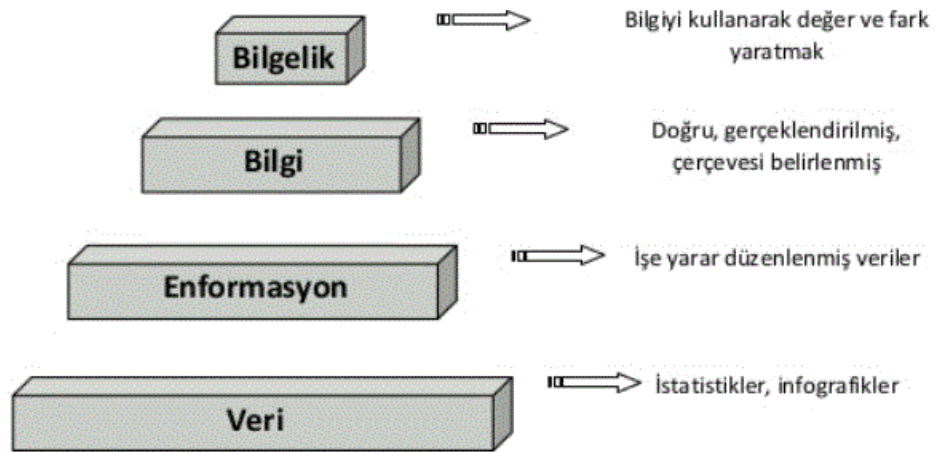 Bilgelik
Bilgiyi kullanarak değer ve fark
yaratmak
Bilgi
Doğru, gerçeklendirilmiş,
çerçevesi belirlenmiş
Enformasyon
İşe yarar düzenlenmiş veriler
Veri
İstatistikler, infografikler